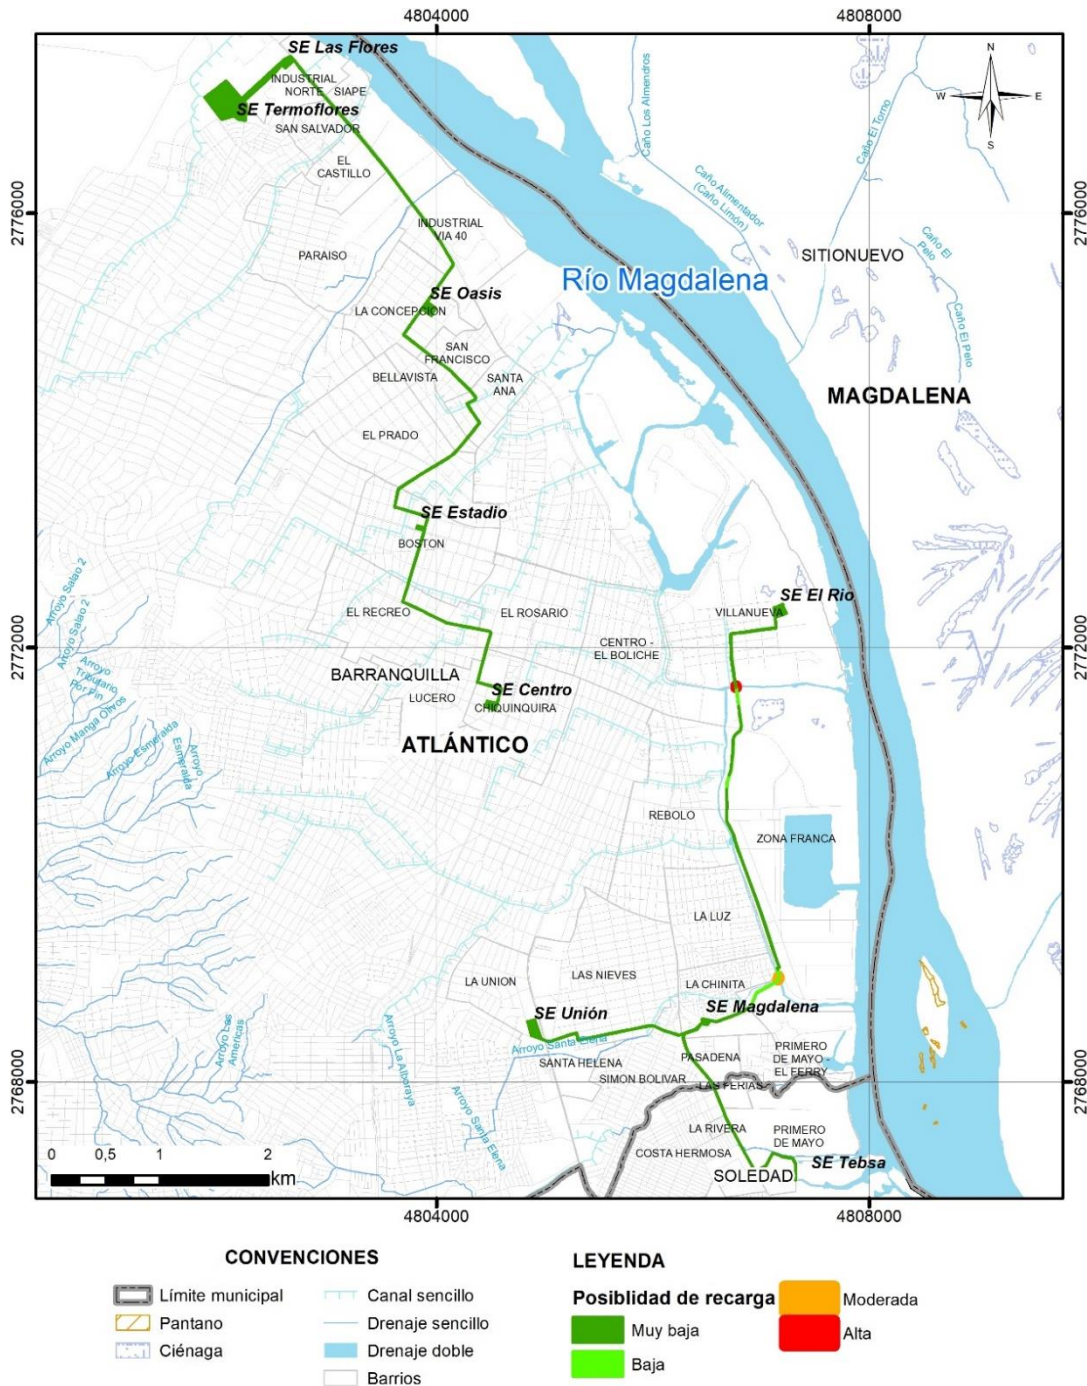 4804000
4808000
SE Las Flores
INDUSTRIAL
NORTE
SIAPE
SE Termoflores
SAN SALVADOR
EL
CASTILLO
N
W
E
S
Caño Los Almendros
Caño El Torno
Caño Alimentador
(Caño Limón)
2776000
2776000
INDUSTRIAL
VIA 40
PARAISO
SITIONUEVO
Caño El
Pelo
Río Magdalena
SE Oasis
LA CONCEPCION
Caño El Pelo
SAN
FRANCISCO
BELLAVISTA
SANTA
ANA
MAGDALENA
EL PRADO
SE Estadio
BOSTON
Arroyo Salao 2
Arroyo Salao 2
SE El Rio
VILLANUEVA
EL RECREO
EL ROSARIO
CENTRO -
EL BOLICHE
2772000
2772000
Arroyo
Tributario
Por Fin
BARRANQUILLA
LUCERO
SE Centro
CHIQUINQUIRA
Arroyo Manga Olivos
Arroyo Esmeralda
Arroyo
Esmeralda
ATLÁNTICO
REBOLO
ZONA FRANCA
LA LUZ
LA UNION
LAS NIEVES
LA CHINITA
SE Unión
SE Magdalena
Arroyo Las
Americas
Arroyo La Alboraya
Arroyo Santa Elena
SANTA HELENA
PASADENA
PRIMERO
DE MAYO -
EL FERRY
SIMON BOLIVAR
LAS FERIAS
2768000
2768000
Arroyo Santa Elena
LA RIVERA
PRIMERO
DE MAYO
COSTA HERMOSA
SE Tebsa
SOLEDAD
0 0,5 1 2
km
4804000
4808000
CONVENCIONES
Límite municipal
Pantano
Ciénaga
Canal sencillo
Drenaje sencillo
Drenaje doble
Barrios
LEYENDA
Posiblidad de recarga
Muy baja
Baja
Moderada
Alta